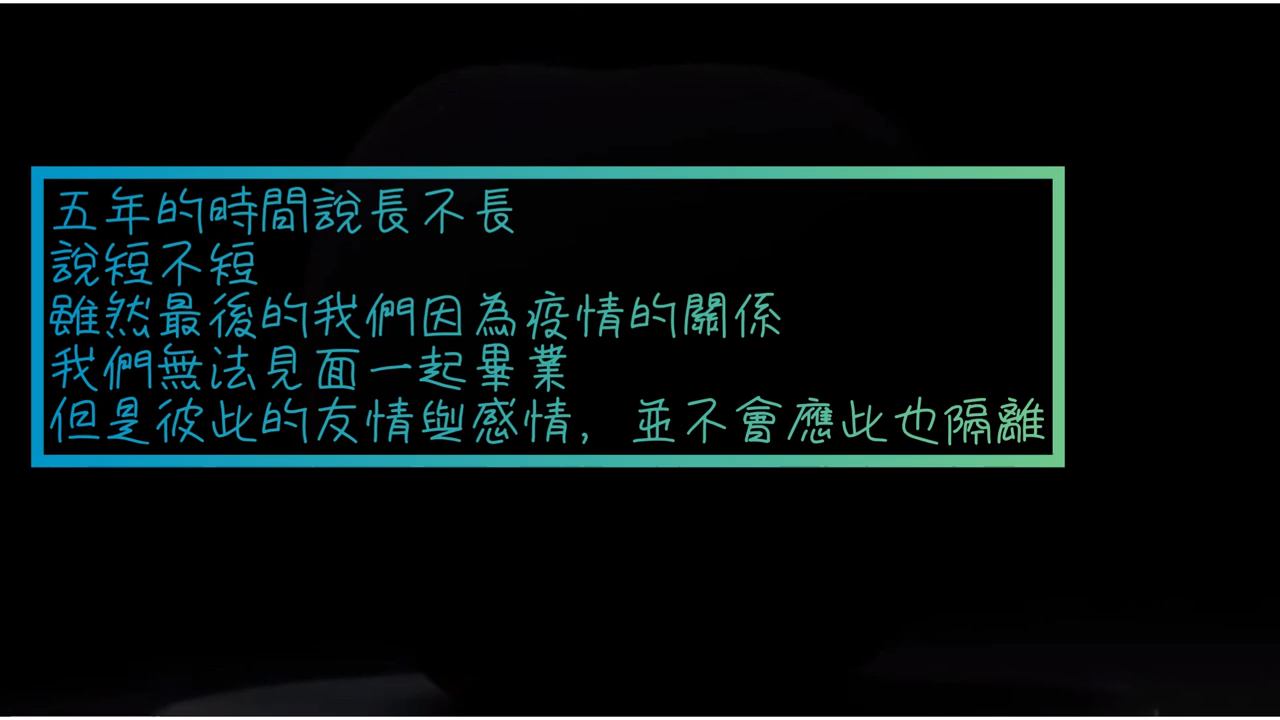 五年的時間說長不長
說短不短
雖然最後的我們因為疫情的關係
我們無法見面一起畢業
但是彼此的友情與感情，並不會應此也隔離